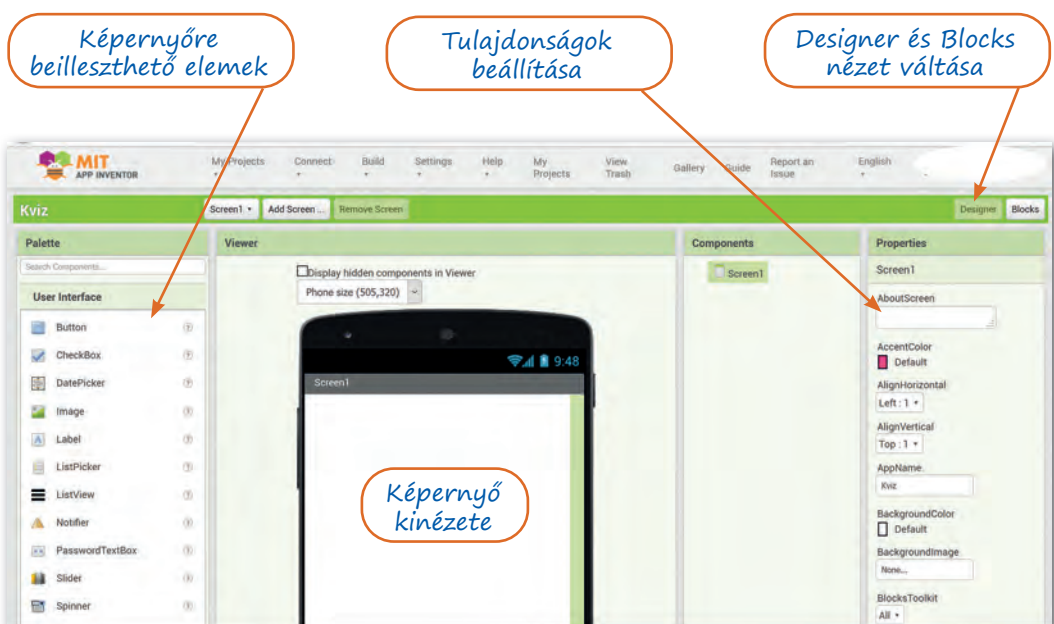 Képernyőre
beilleszthető elemek
Tulajdonságok
beállítása
Designer és Blocks
nézet váltása
MIT
APP INVENTOR
My Projects
Connect
Build
Settings
Help
My
Projects
View
Trash
Gallery
Guide
Report an
Issue
English
Kviz
Screen1
Add Screen ...
Remove Screen
Designer
Blocks
Palette
Search Components...
User Interface
Button
CheckBox
DatePicker
Image
Label
ListPicker
ListView
Notifier
PasswordTextBox
Slider
Spinner
Viewer
Display hidden components in Viewer
Phone size (505,320)
9:48
Screen1
Képernyő
kinézete
Components
Screen1
Properties
Screen1
AboutScreen
AccentColor
Default
AlignHorizontal
Left : 1
AlignVertical
Top : 1
AppName
Kviz
BackgroundColor
Default
BackgroundImage
None...
BlocksToolkit
All